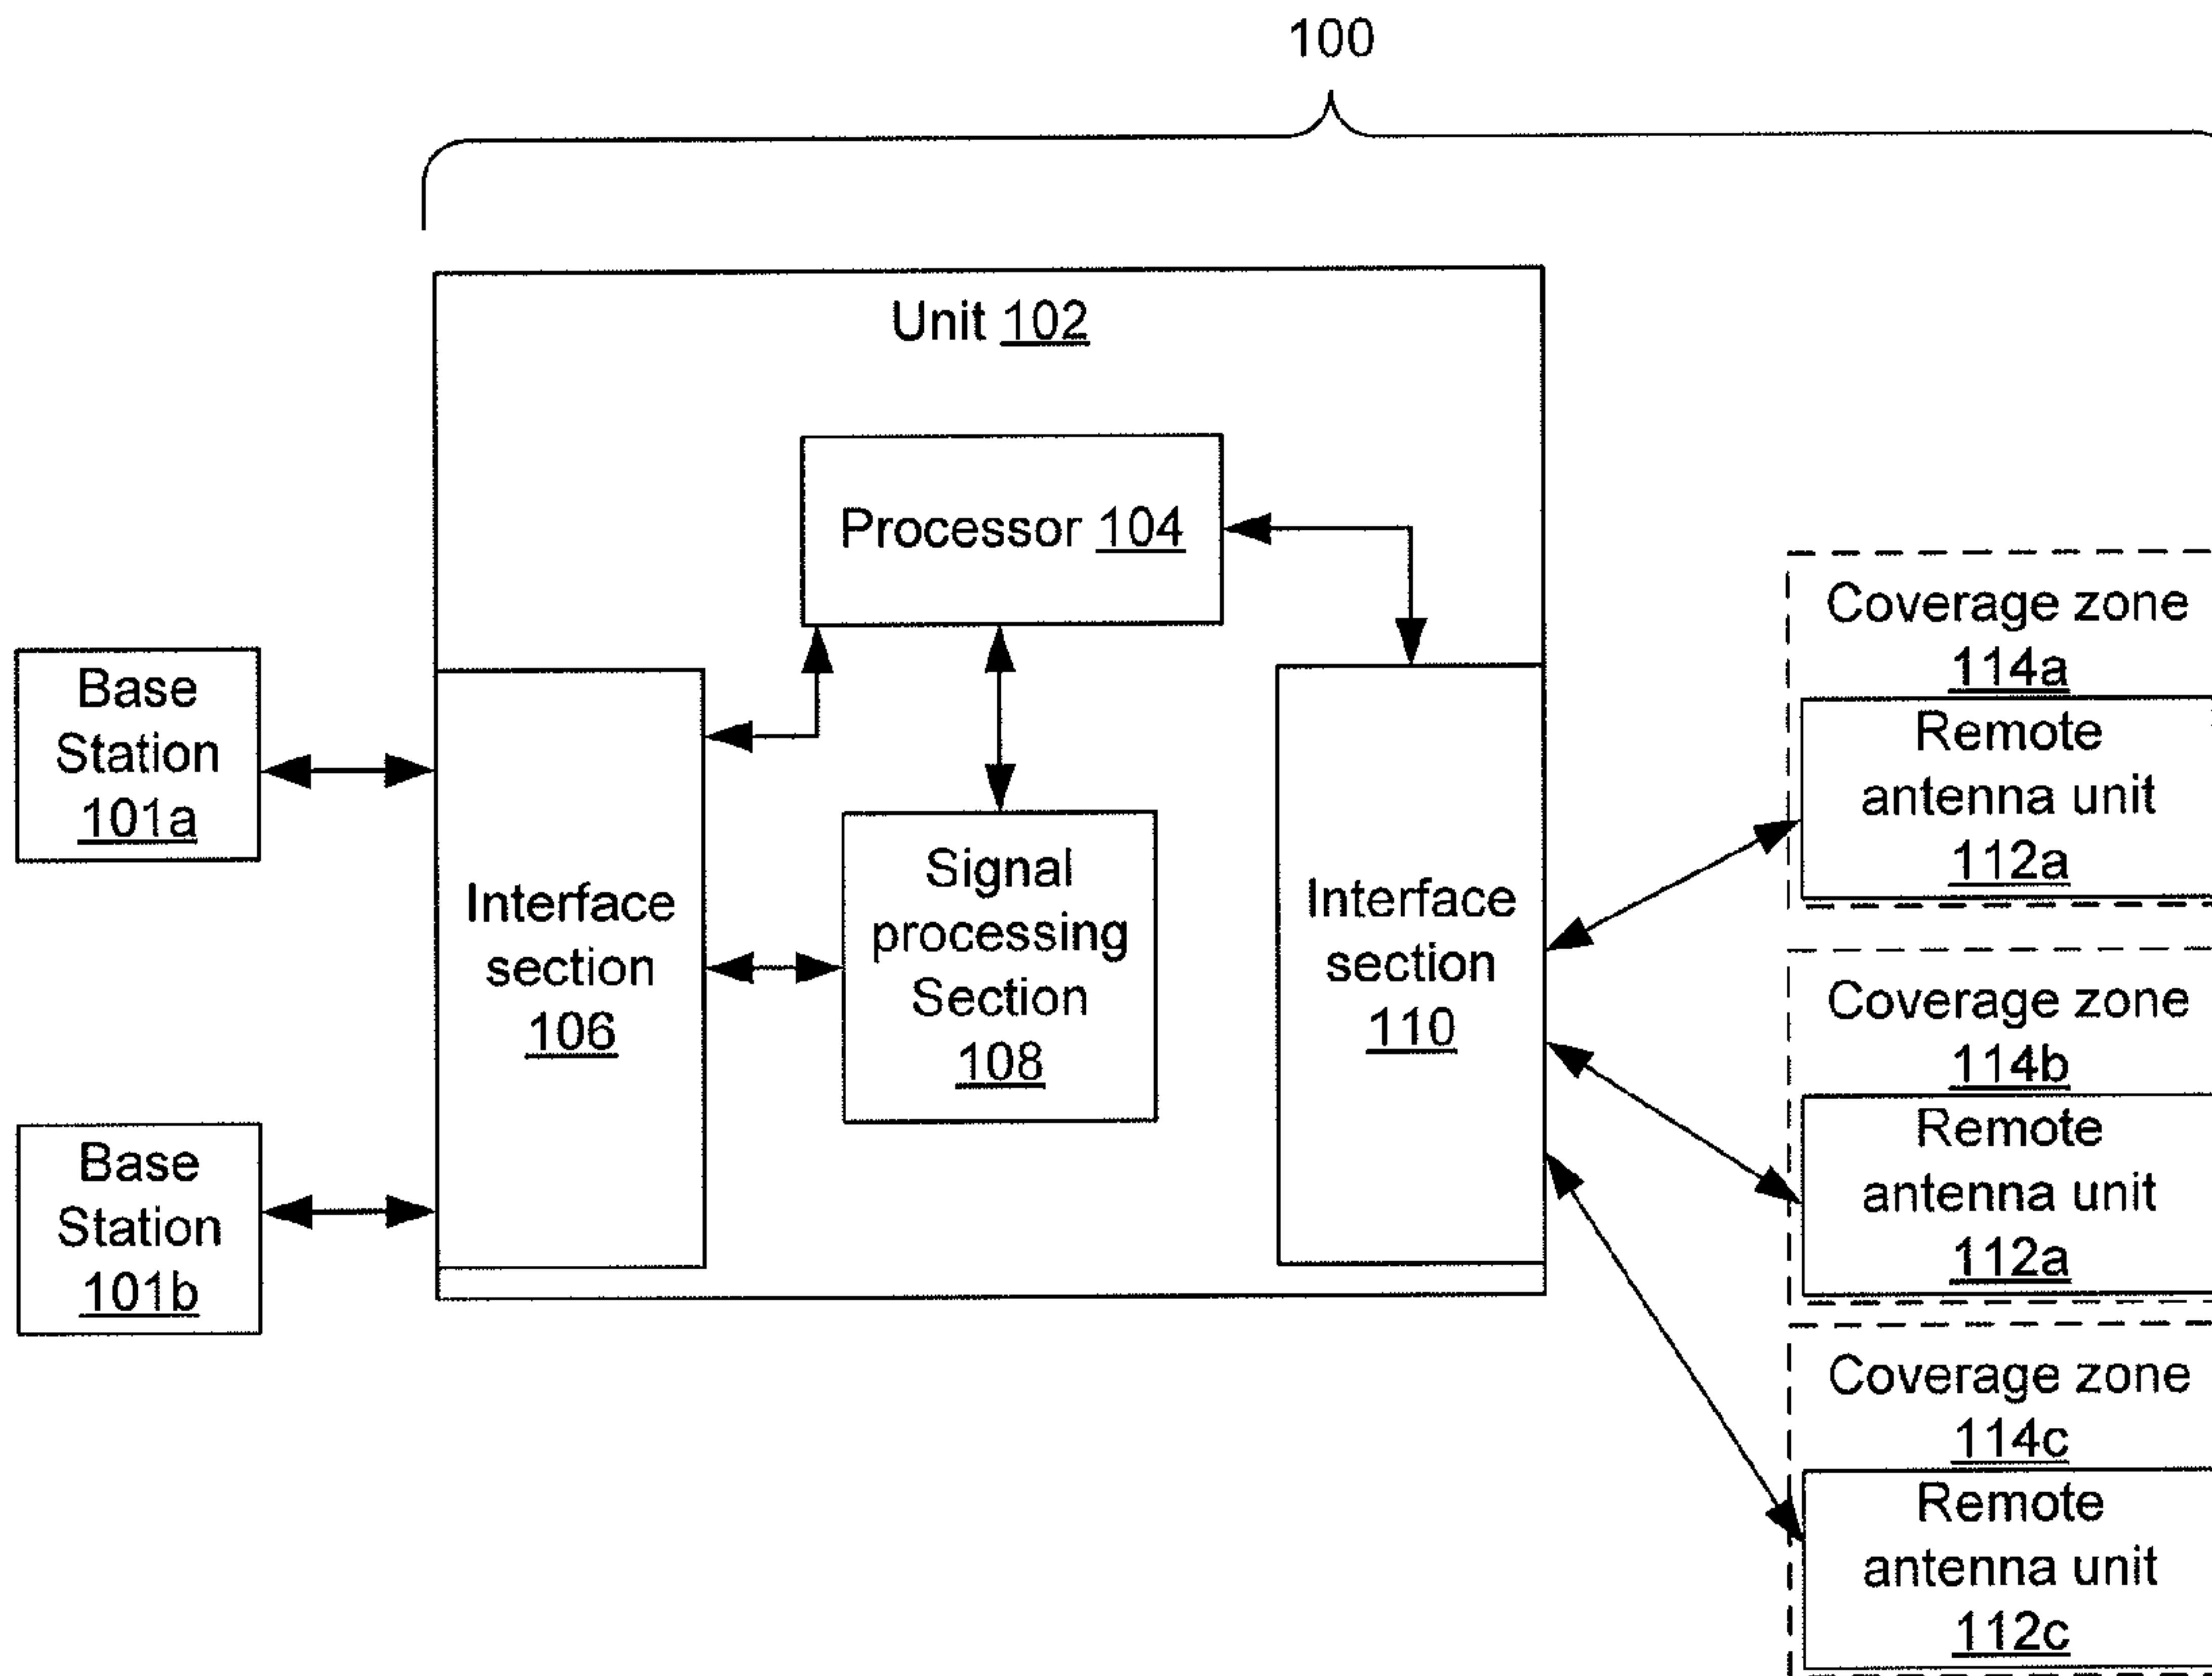 100
Unit 102
Processor 104
Base
Station
101a
Interface
section
106
Signal
processing
Section
108
Interface
section
110
Base
Station
101b
Coverage zone
114a
Remote
antenna unit
112a
Coverage zone
114b
Remote
antenna unit
112a
Coverage zone
114c
Remote
antenna unit
112c